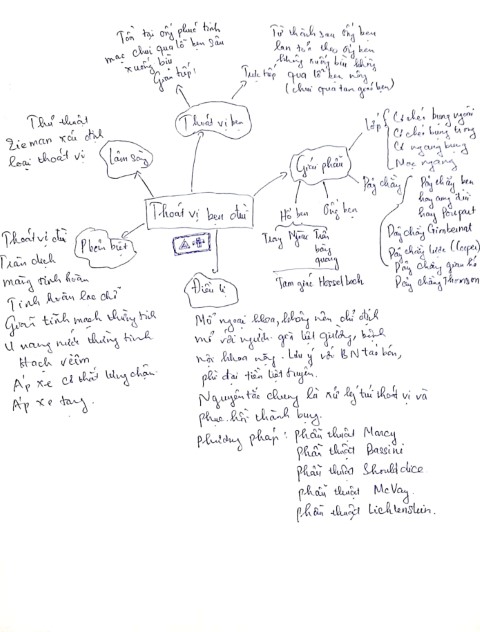 Tồn tại ống phúc tinh
mạc chui qua lỗ bẹn sâu
xuống bìu
Gián tiếp
Từ thành sau ống bẹn
lan tới theo ống bẹn
không xuống bìu không
Trực tiếp qua lỗ bẹn nông
(chui qua tam giác bẹn)
Thoát vị bẹn
Thủ thuật
Zieman xác định
loại thoát vị
Lâm sàng
Giải phẫu
Lớp
Cơ chéo bụng ngoài
Cơ chéo bụng trong
Cơ ngang bụng
Mạc ngang
Dây chằng
Dây chằng bẹn
hay cung đùi
hay Poupart
Dây chằng Gimbernat
Dây chằng lược (Cooper)
Dây chằng gian hố
Dây chằng Thomson
Hố bẹn
Ống bẹn
Trong
Ngoài
Trên
bàng
quang
Tam giác Hesselbach
Thoát vị bẹn đùi
Phân biệt
Thoát vị đùi
Tràn dịch
màng tinh hoàn
Tinh hoàn lạc chỗ
Giãn tĩnh mạch thừng tinh
U nang nước thừng tinh
Hạch viêm
Áp xe cơ thắt lưng chậu
Áp xe lạnh
Điều trị
Mổ ngoại khoa, không nên chỉ định
mổ với người già liệt giường, bệnh
nội khoa nặng. Lưu ý với BN táo bón,
phì đại tiền liệt tuyến.
Nguyên tắc chung là xử lý túi thoát vị và
phục hồi thành bụng.
Phương pháp: phẫu thuật Marcy
phẫu thuật Bassini
phẫu thuật Shouldice
phẫu thuật McVay
phẫu thuật Lichtenstein.